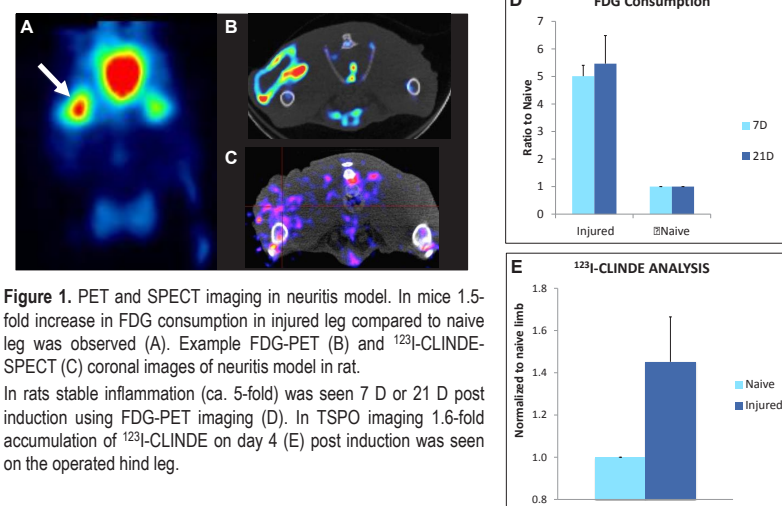 A
B
C
Figure 1. PET and SPECT imaging in neuritis model. In mice 1.5-
fold increase in FDG consumption in injured leg compared to naive
leg was observed (A). Example FDG-PET (B) and ¹²³I-CLINDE-
SPECT (C) coronal images of neuritis model in rat.
In rats stable inflammation (ca. 5-fold) was seen 7 D or 21 D post
induction using FDG-PET imaging (D). In TSPO imaging 1.6-fold
accumulation of ¹²³I-CLINDE on day 4 (E) post induction was seen
on the operated hind leg.
D
FDG Consumption
Ratio to Naive
7
6
5
4
3
2
1
0
Injured
Naive
7D
21D
E
¹²³I-CLINDE ANALYSIS
Normalized to naive limb
1.8
1.6
1.4
1.2
1.0
0.8
Naive
Injured